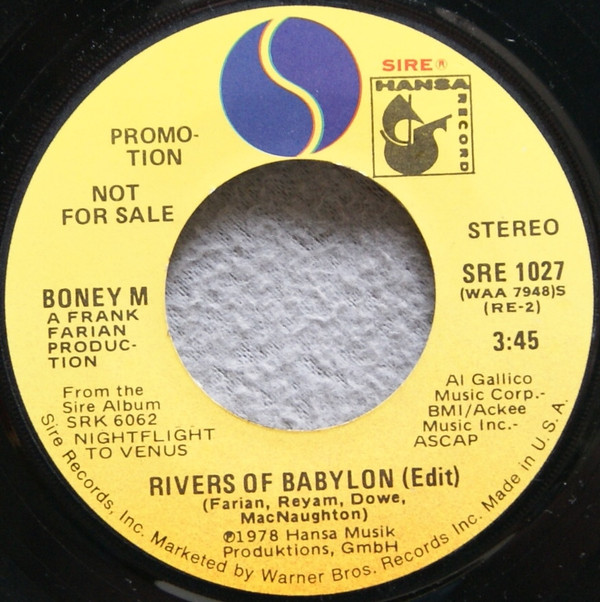 SIRE®
HANSA
RECORD
PROMO-
TION
NOT
FOR SALE
STEREO
SRE 1027
(WAA 7948)S
(RE-2)
3:45
BONEY M
A FRANK
FARIAN
PRODUC-
TION
From the
Sire Album
SRK 6062
NIGHTFLIGHT
TO VENUS
Al Gallico
Music Corp.-
BMI/Ackee
Music Inc.-
ASCAP
RIVERS OF BABYLON (Edit)
(Farian, Reyam, Dowe,
MacNaughton)
℗1978 Hansa Musik
Produktions, GmbH
Sire Records, Inc. Marketed by Warner Bros. Records Inc. Made in U.S.A.